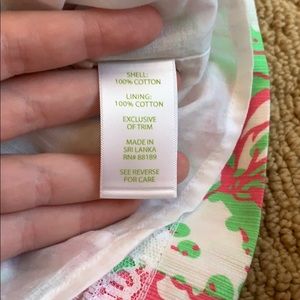 SHELL:
100% COTTON
LINING:
100% COTTON
EXCLUSIVE
OF TRIM
MADE IN
SRI LANKA
RN# 88189
SEE REVERSE
FOR CARE